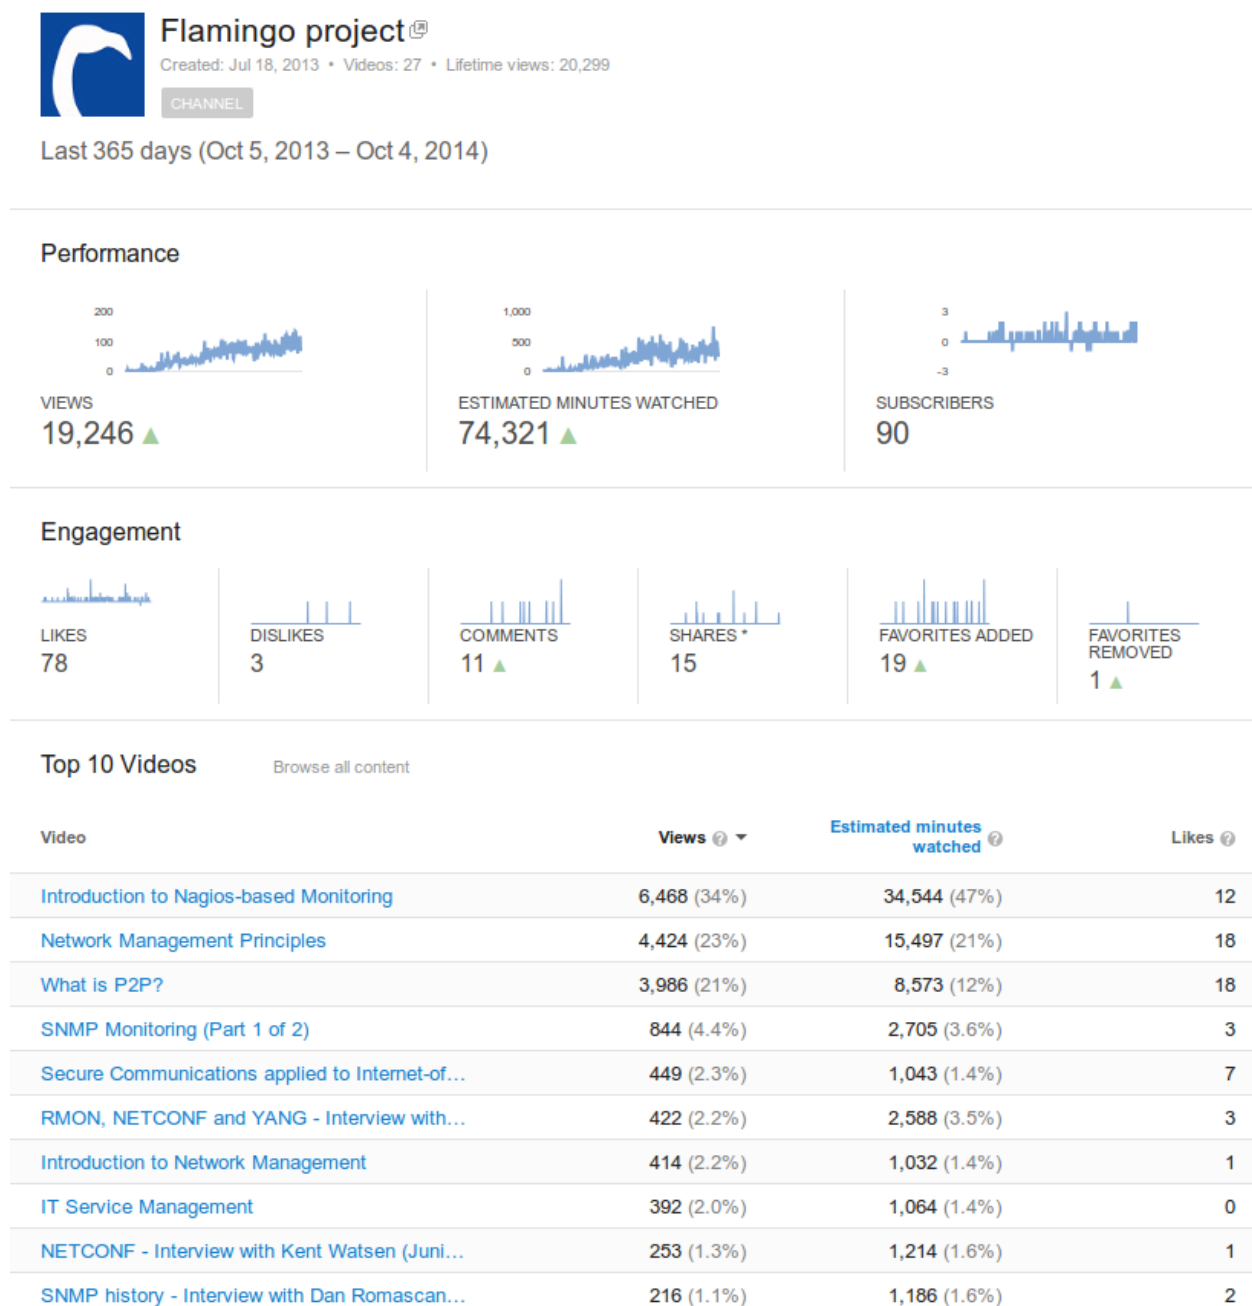 Flamingo project
Created: Jul 18, 2013 • Videos: 27 • Lifetime views: 20,299
CHANNEL
Last 365 days (Oct 5, 2013 – Oct 4, 2014)
Performance
200
100
0
1,000
500
0
3
0
-3
VIEWS
19,246
ESTIMATED MINUTES WATCHED
74,321
SUBSCRIBERS
90
Engagement
LIKES
78
DISLIKES
3
COMMENTS
11
SHARES *
15
FAVORITES ADDED
19
FAVORITES
REMOVED
1
Top 10 Videos Browse all content
Video Views ? Estimated minutes watched ? Likes ?
Introduction to Nagios-based Monitoring 6,468 (34%) 34,544 (47%) 12
Network Management Principles 4,424 (23%) 15,497 (21%) 18
What is P2P? 3,986 (21%) 8,573 (12%) 18
SNMP Monitoring (Part 1 of 2) 844 (4.4%) 2,705 (3.6%) 3
Secure Communications applied to Internet-of… 449 (2.3%) 1,043 (1.4%) 7
RMON, NETCONF and YANG - Interview with… 422 (2.2%) 2,588 (3.5%) 3
Introduction to Network Management 414 (2.2%) 1,032 (1.4%) 1
IT Service Management 392 (2.0%) 1,064 (1.4%) 0
NETCONF - Interview with Kent Watsen (Juni… 253 (1.3%) 1,214 (1.6%) 1
SNMP history - Interview with Dan Romascan… 216 (1.1%) 1,186 (1.6%) 2